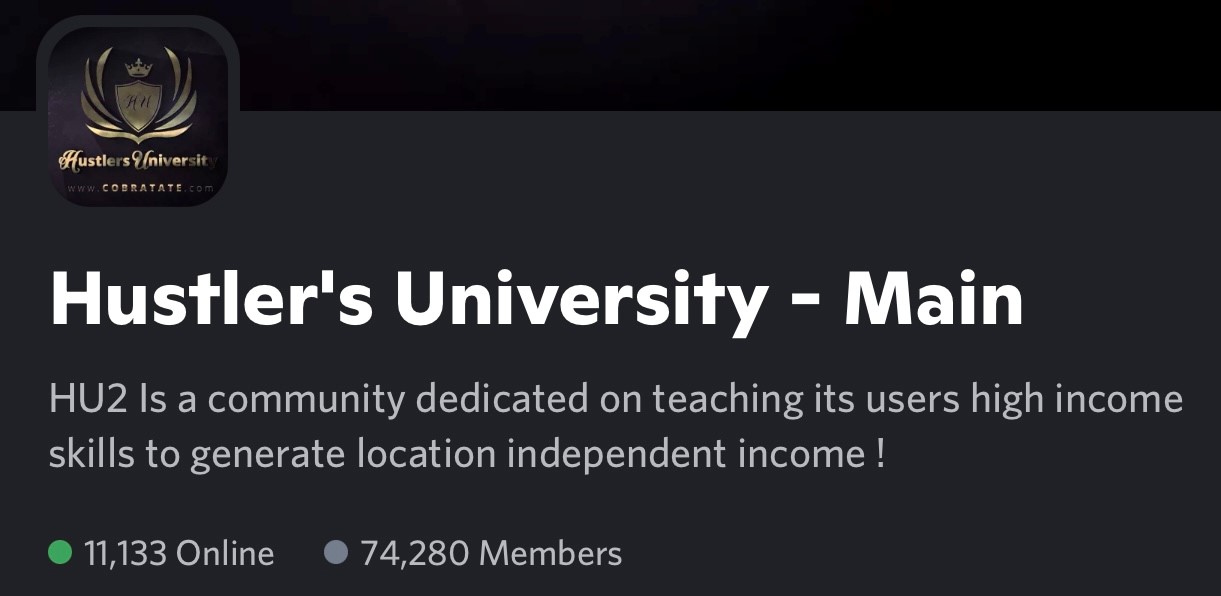 HU
Hustlers University
www.COBRATATE.com
Hustler's University - Main
HU2 Is a community dedicated on teaching its users high income
skills to generate location independent income !
11,133 Online 74,280 Members